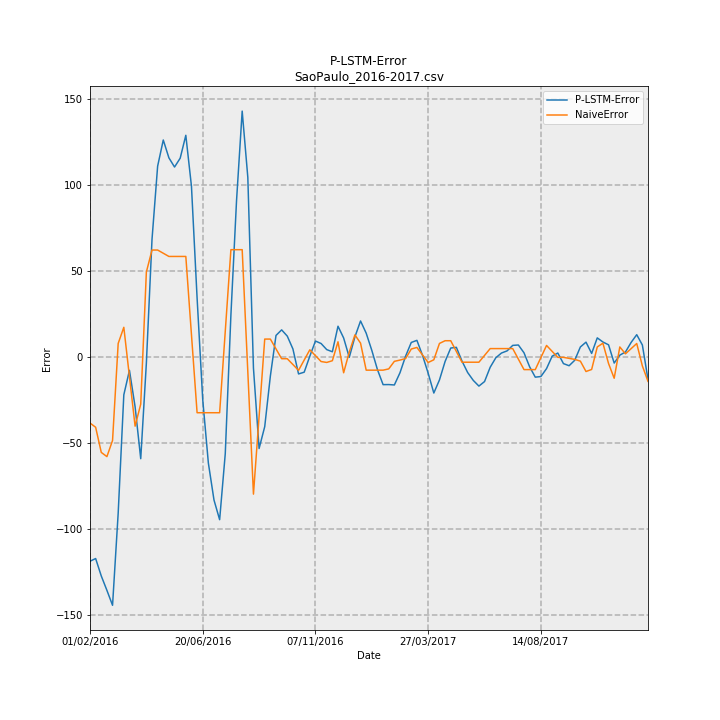 P-LSTM-Error
SaoPaulo_2016-2017.csv
P-LSTM-Error
NaiveError
150
100
50
0
−50
−100
−150
Error
01/02/2016 20/06/2016 07/11/2016 27/03/2017 14/08/2017
Date